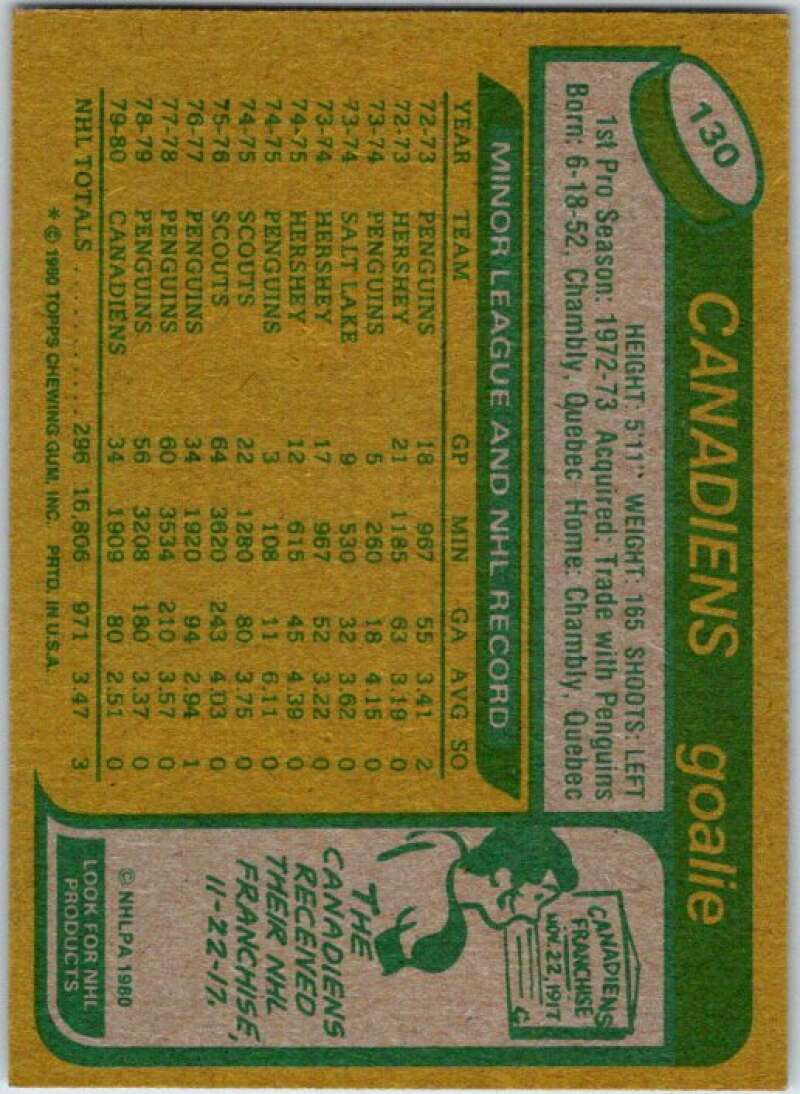 130
CANADIENS goalie
HEIGHT: 5'11" WEIGHT: 165 SHOOTS: LEFT
1st Pro Season: 1972-73 Acquired: Trade with Penguins
Born: 6-18-52, Chambly, Quebec Home: Chambly, Quebec
MINOR LEAGUE AND NHL RECORD
YEAR TEAM GP MIN GA AVG SO
72-73 PENGUINS 18 967 55 3.41 2
72-73 HERSHEY 21 1185 63 3.19 0
73-74 PENGUINS 5 260 18 4.15 0
73-74 SALT LAKE 9 530 32 3.62 0
73-74 HERSHEY 17 967 52 3.22 0
74-75 HERSHEY 12 615 45 4.39 0
74-75 PENGUINS 3 108 11 6.11 0
74-75 SCOUTS 22 1280 80 3.75 0
75-76 SCOUTS 64 3620 243 4.03 0
76-77 PENGUINS 34 1920 94 2.94 1
77-78 PENGUINS 60 3534 210 3.57 0
78-79 PENGUINS 56 3208 180 3.37 0
79-80 CANADIENS 34 1909 80 2.51 0
NHL TOTALS .......... 296 16,806 971 3.47 3
* © 1980 TOPPS CHEWING GUM, INC. PRTD. IN U.S.A.
CANADIENS
FRANCHISE
NOV. 22, 1917
THE
CANADIENS
RECEIVED
THEIR NHL
FRANCHISE,
11-22-17.
© NHLPA 1980
LOOK FOR NHL
PRODUCTS